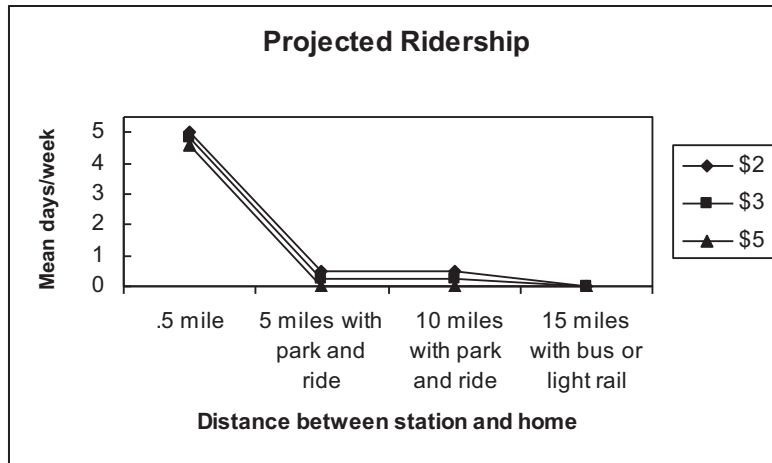 Projected Ridership
Mean days/week
5
4
3
2
1
0
.5 mile
5 miles with
park and
ride
10 miles
with park
and ride
15 miles
with bus or
light rail
Distance between station and home
$2
$3
$5